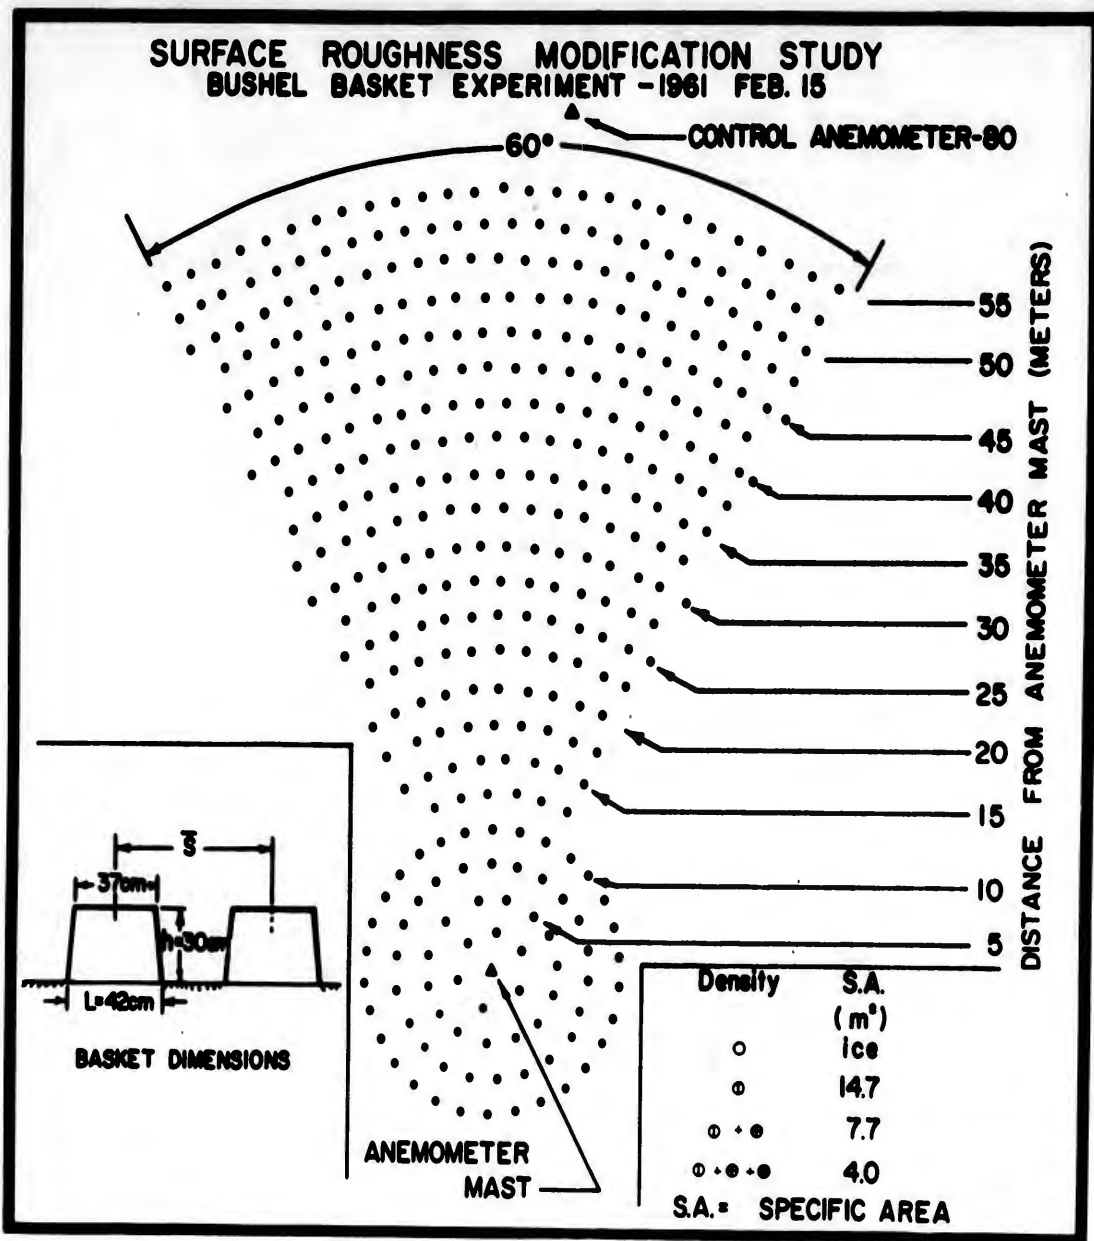 SURFACE ROUGHNESS MODIFICATION STUDY
BUSHEL BASKET EXPERIMENT - 1961 FEB. 15
CONTROL ANEMOMETER-80
60°
55
50
45
40
35
30
25
20
15
10
5
DISTANCE FROM ANEMOMETER MAST (METERS)
S̅
37cm
h=30cm
L=42cm
BASKET DIMENSIONS
ANEMOMETER
MAST
Density S.A.
(m²)
ice
14.7
+ 7.7
+ + 4.0
S.A.= SPECIFIC AREA